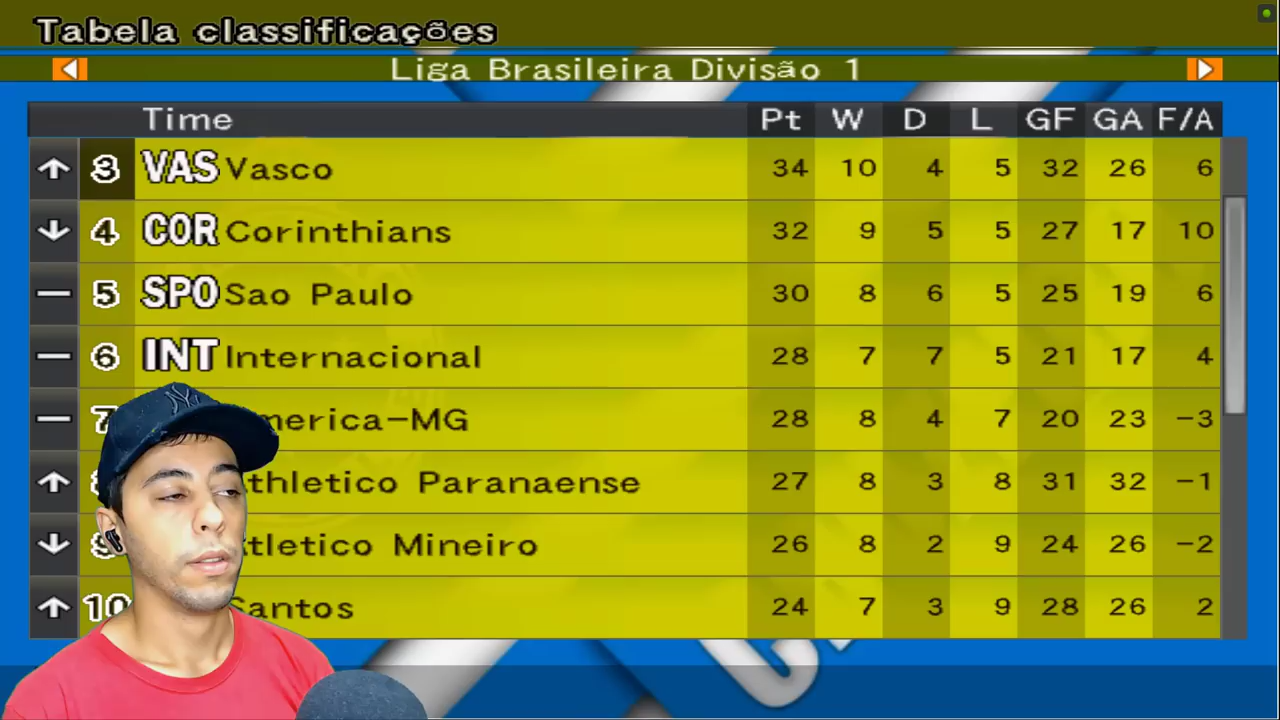 Tabela classificações
Liga Brasileira Divisão 1
Time Pt W D L GF GA F/A
3 VAS Vasco 34 10 4 5 32 26 6
4 COR Corinthians 32 9 5 5 27 17 10
5 SPO Sao Paulo 30 8 6 5 25 19 6
6 INT Internacional 28 7 7 5 21 17 4
7 merica-MG 28 8 4 7 20 23 -3
thletico Paranaense 27 8 3 8 31 32 -1
tletico Mineiro 26 8 2 9 24 26 -2
10 Santos 24 7 3 9 28 26 2